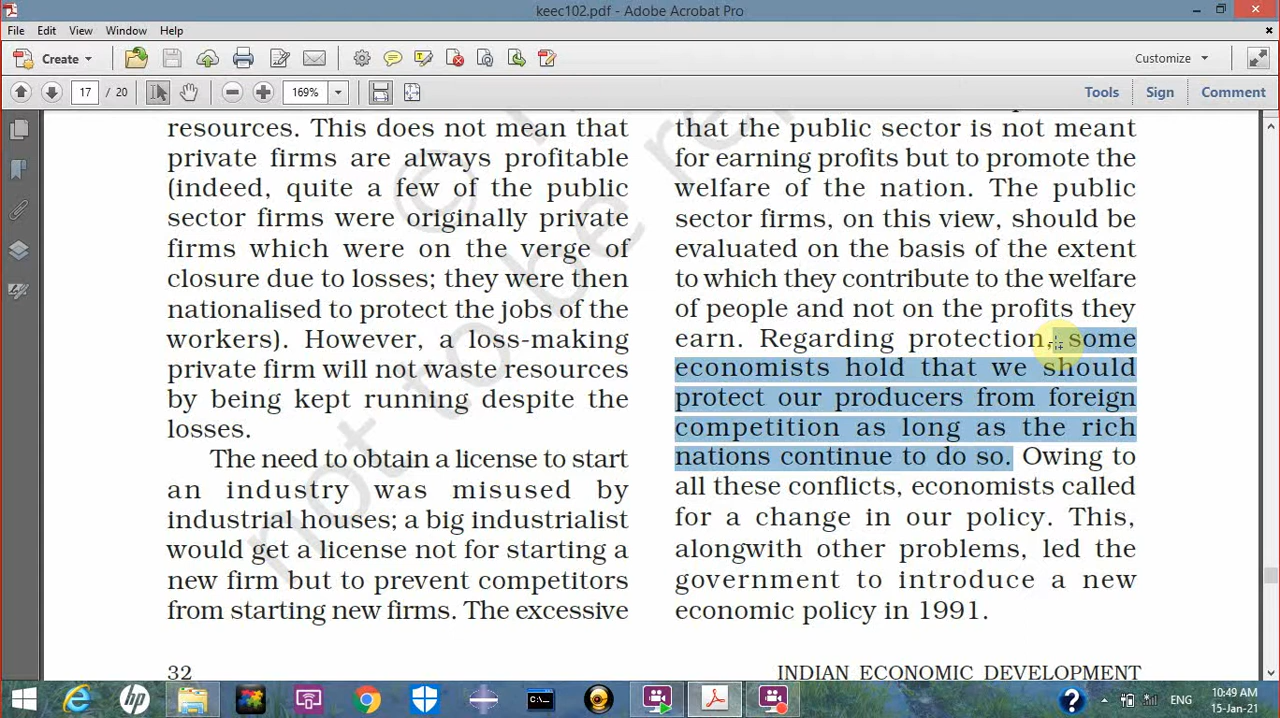 keec102.pdf - Adobe Acrobat Pro
File Edit View Window Help
Create
Customize
17 / 20
169%
Tools Sign Comment
resources. This does not mean that
private firms are always profitable
(indeed, quite a few of the public
sector firms were originally private
firms which were on the verge of
closure due to losses; they were then
nationalised to protect the jobs of the
workers). However, a loss-making
private firm will not waste resources
by being kept running despite the
losses.
The need to obtain a license to start
an industry was misused by
industrial houses; a big industrialist
would get a license not for starting a
new firm but to prevent competitors
from starting new firms. The excessive
that the public sector is not meant
for earning profits but to promote the
welfare of the nation. The public
sector firms, on this view, should be
evaluated on the basis of the extent
to which they contribute to the welfare
of people and not on the profits they
earn. Regarding protection, some
economists hold that we should
protect our producers from foreign
competition as long as the rich
nations continue to do so. Owing to
all these conflicts, economists called
for a change in our policy. This,
alongwith other problems, led the
government to introduce a new
economic policy in 1991.
32
INDIAN ECONOMIC DEVELOPMENT
not to be re
©
ENG
10:49 AM
15-Jan-21